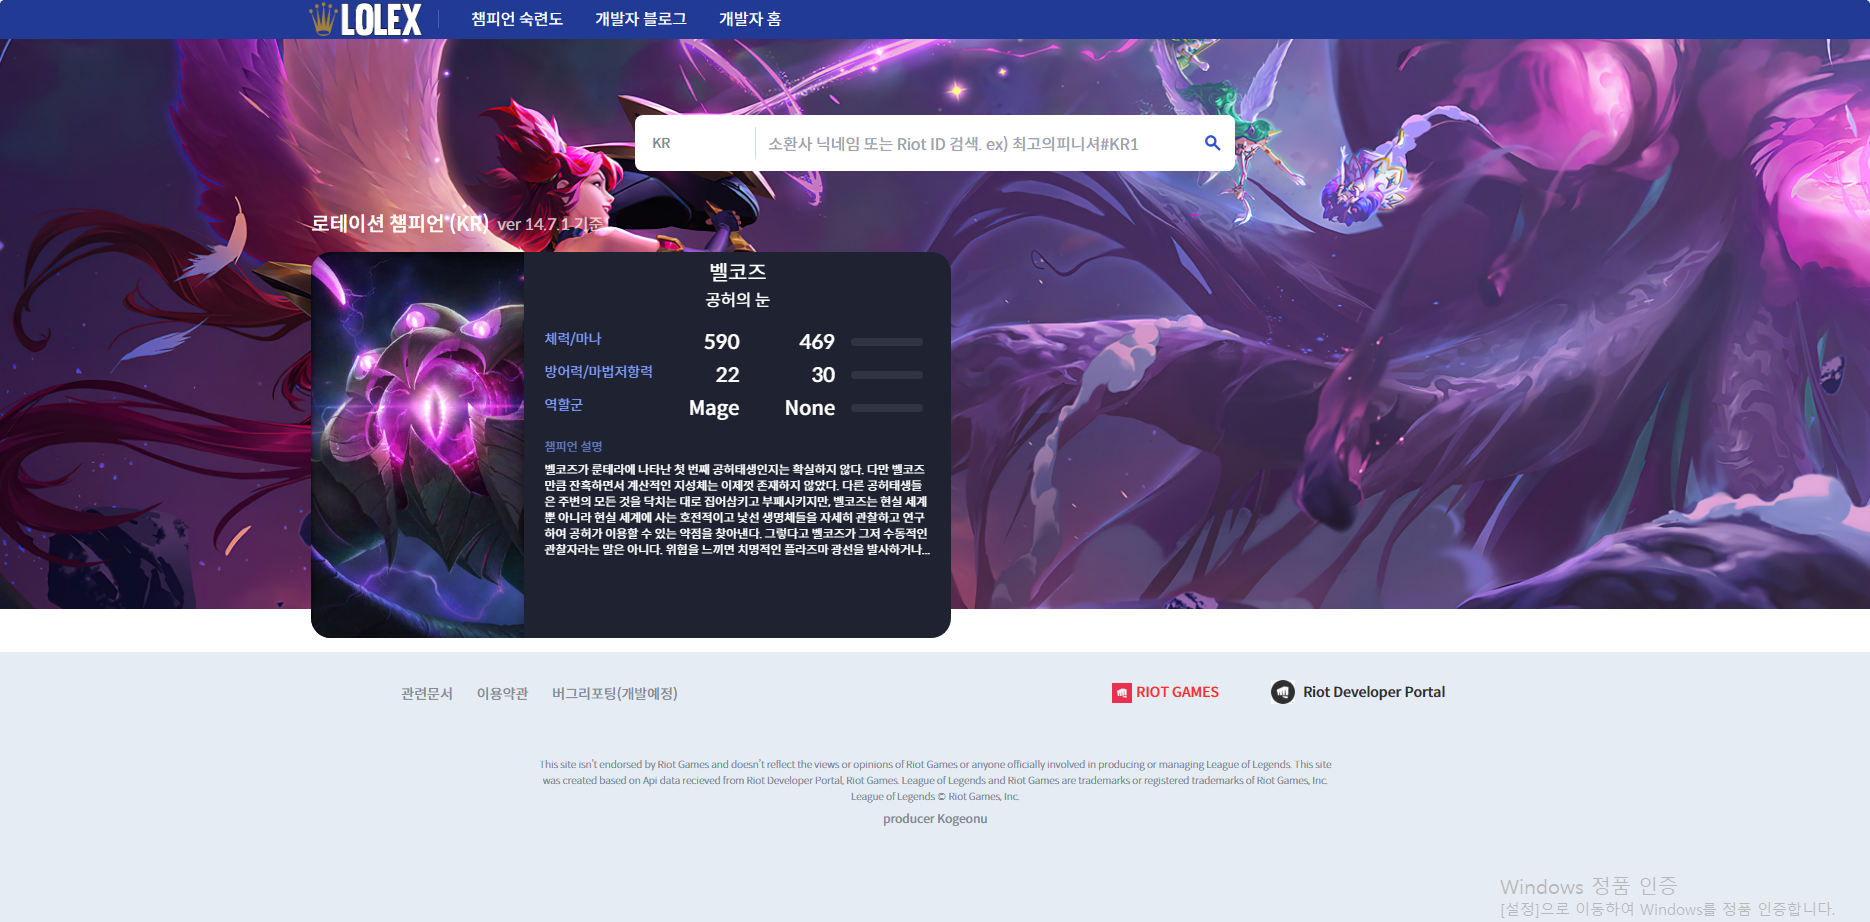 LOLEX
챔피언 숙련도
개발자 블로그
개발자 홈
KR
소환사 닉네임 또는 Riot ID 검색. ex) 최고의피니셔#KR1
로테이션 챔피언 (KR) ver 14.7.1 기준
벨코즈
공허의 눈
체력/마나 590 469
방어력/마법저항력 22 30
역할군 Mage None
챔피언 설명
벨코즈가 룬테라에 나타난 첫 번째 공허태생인지는 확실하지 않다. 다만 벨코즈
만큼 잔혹하면서 계산적인 지성체는 이제껏 존재하지 않았다. 다른 공허태생들
은 주변의 모든 것을 닥치는 대로 집어삼키고 부패시키지만, 벨코즈는 현실 세계
뿐 아니라 현실 세계에 사는 호전적이고 낯선 생명체들을 자세히 관찰하고 연구
하여 공허가 이용할 수 있는 약점을 찾아낸다. 그렇다고 벨코즈가 그저 수동적인
관찰자라는 말은 아니다. 위협을 느끼면 치명적인 플라즈마 광선을 발사하거나...
관련문서
이용약관
버그리포팅(개발예정)
RIOT GAMES
Riot Developer Portal
This site isn't endorsed by Riot Games and doesn't reflect the views or opinions of Riot Games or anyone officially involved in producing or managing League of Legends. This site
was created based on Api data recieved from Riot Developer Portal, Riot Games. League of Legends and Riot Games are trademarks or registered trademarks of Riot Games, Inc.
League of Legends © Riot Games, Inc.
producer Kogeonu
Windows 정품 인증
[설정]으로 이동하여 Windows를 정품 인증합니다.